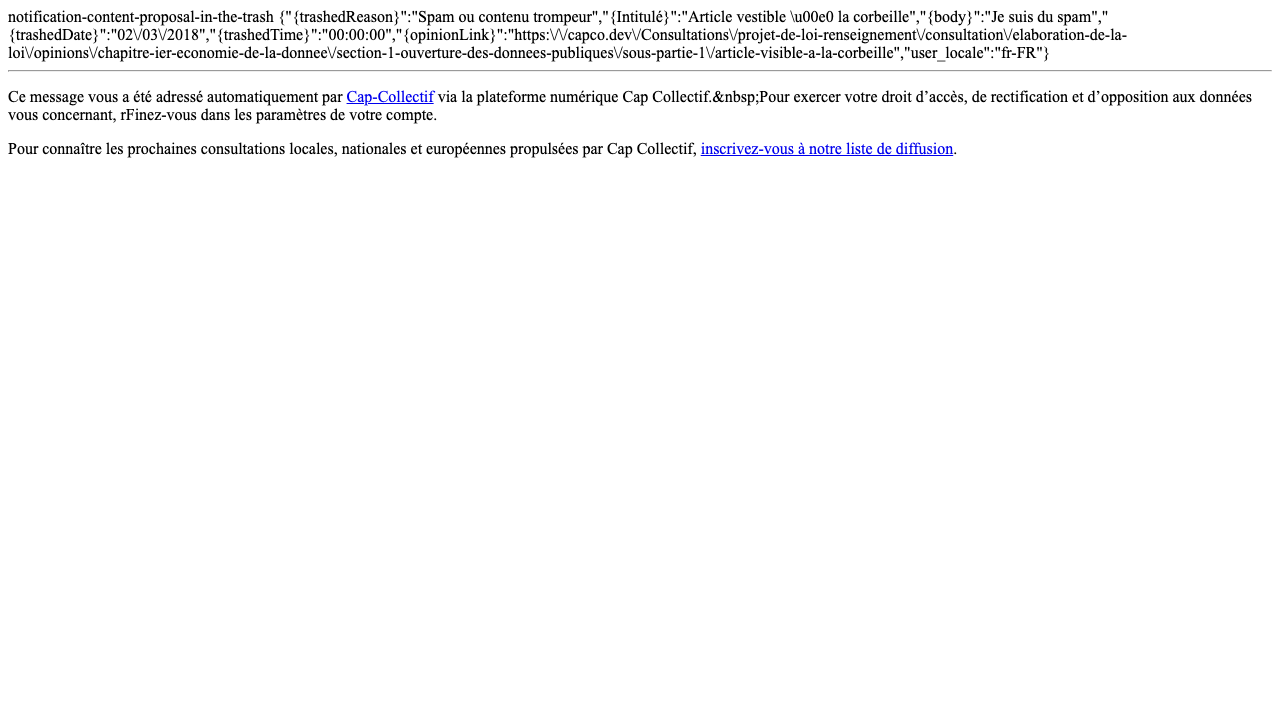 notification-content-proposal-in-the-trash {"{trashedReason}":"Spam ou contenu trompeur","{Intitulé}":"Article vestible \u00e0 la corbeille","{body}":"Je suis du spam","
{trashedDate}":"02\/03\/2018","{trashedTime}":"00:00:00","{opinionLink}":"https:\/\/capco.dev\/Consultations\/projet-de-loi-renseignement\/consultation\/elaboration-de-la-
loi\/opinions\/chapitre-ier-economie-de-la-donnee\/section-1-ouverture-des-donnees-publiques\/sous-partie-1\/article-visible-a-la-corbeille","user_locale":"fr-FR"}
Ce message vous a été adressé automatiquement par Cap-Collectif via la plateforme numérique Cap Collectif.&nbsp;Pour exercer votre droit d’accès, de rectification et d’opposition aux données
vous concernant, rFinez-vous dans les paramètres de votre compte.
Pour connaître les prochaines consultations locales, nationales et européennes propulsées par Cap Collectif, inscrivez-vous à notre liste de diffusion.